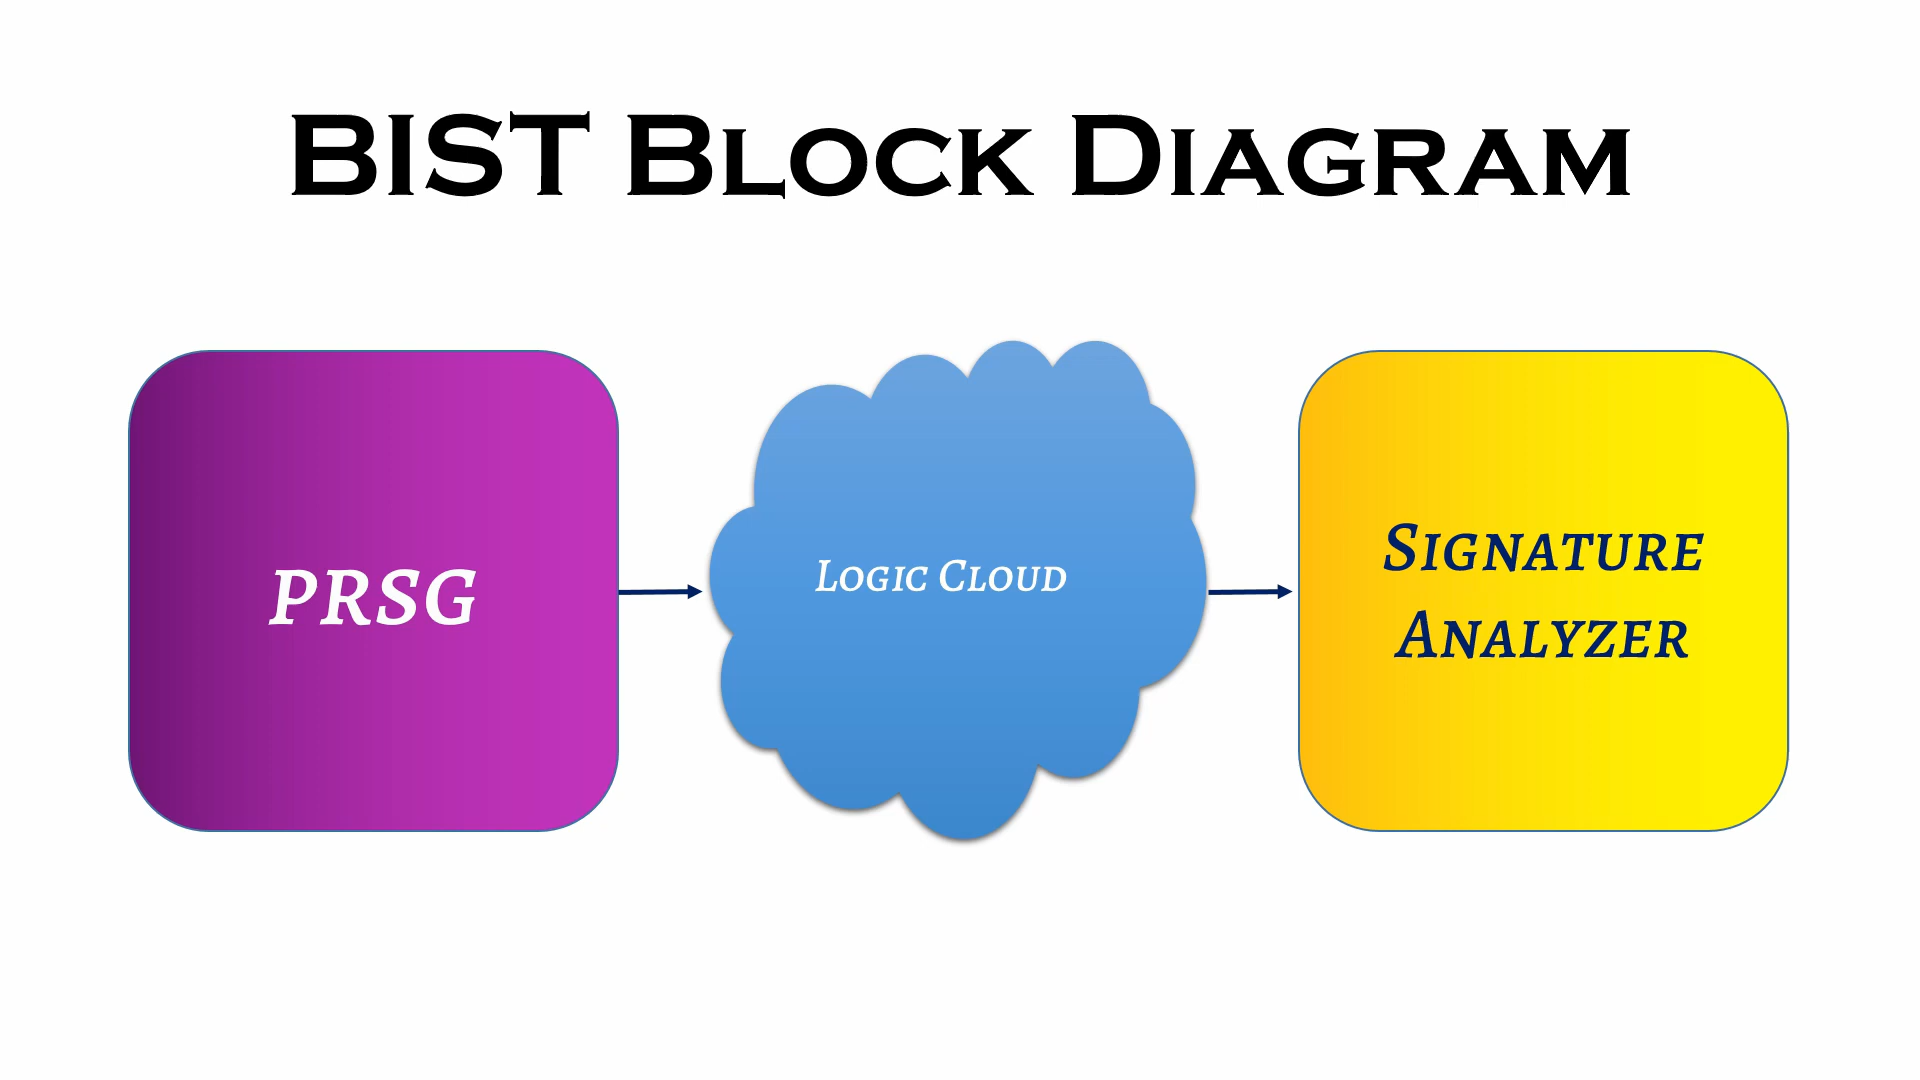 BIST Block Diagram
PRSG
Logic Cloud
Signature
Analyzer